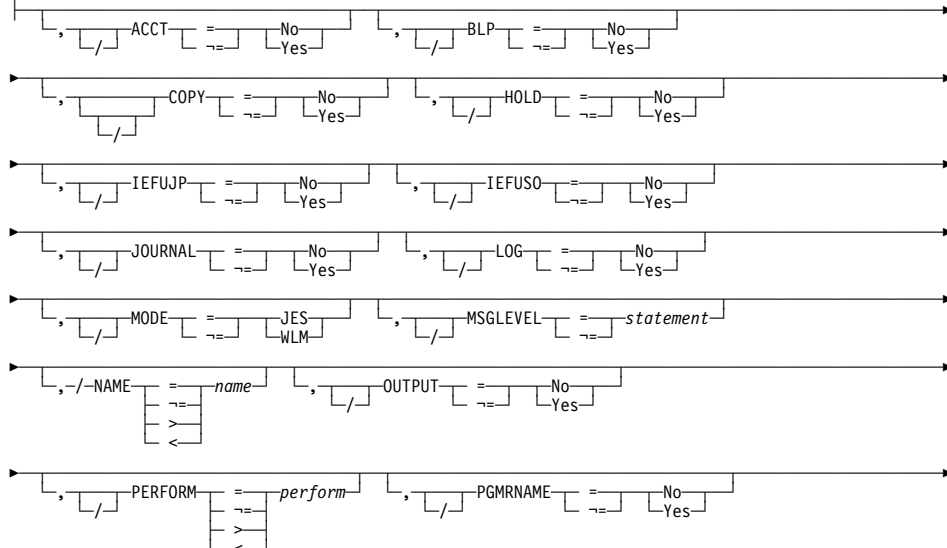 , / ACCT = No , / BLP = No
¬= Yes ¬= Yes
, / COPY = No , / HOLD = No
¬= Yes ¬= Yes
, / IEFUJP = No , / IEFUSO = No
¬= Yes ¬= Yes
, / JOURNAL = No , / LOG = No
¬= Yes ¬= Yes
, / MODE = JES , / MSGLEVEL = statement
¬= WLM ¬=
,-/-NAME = name , / OUTPUT = No
¬= ¬= Yes
>
<
, / PERFORM = perform , / PGMRNAME = No
¬= ¬= Yes
>
<